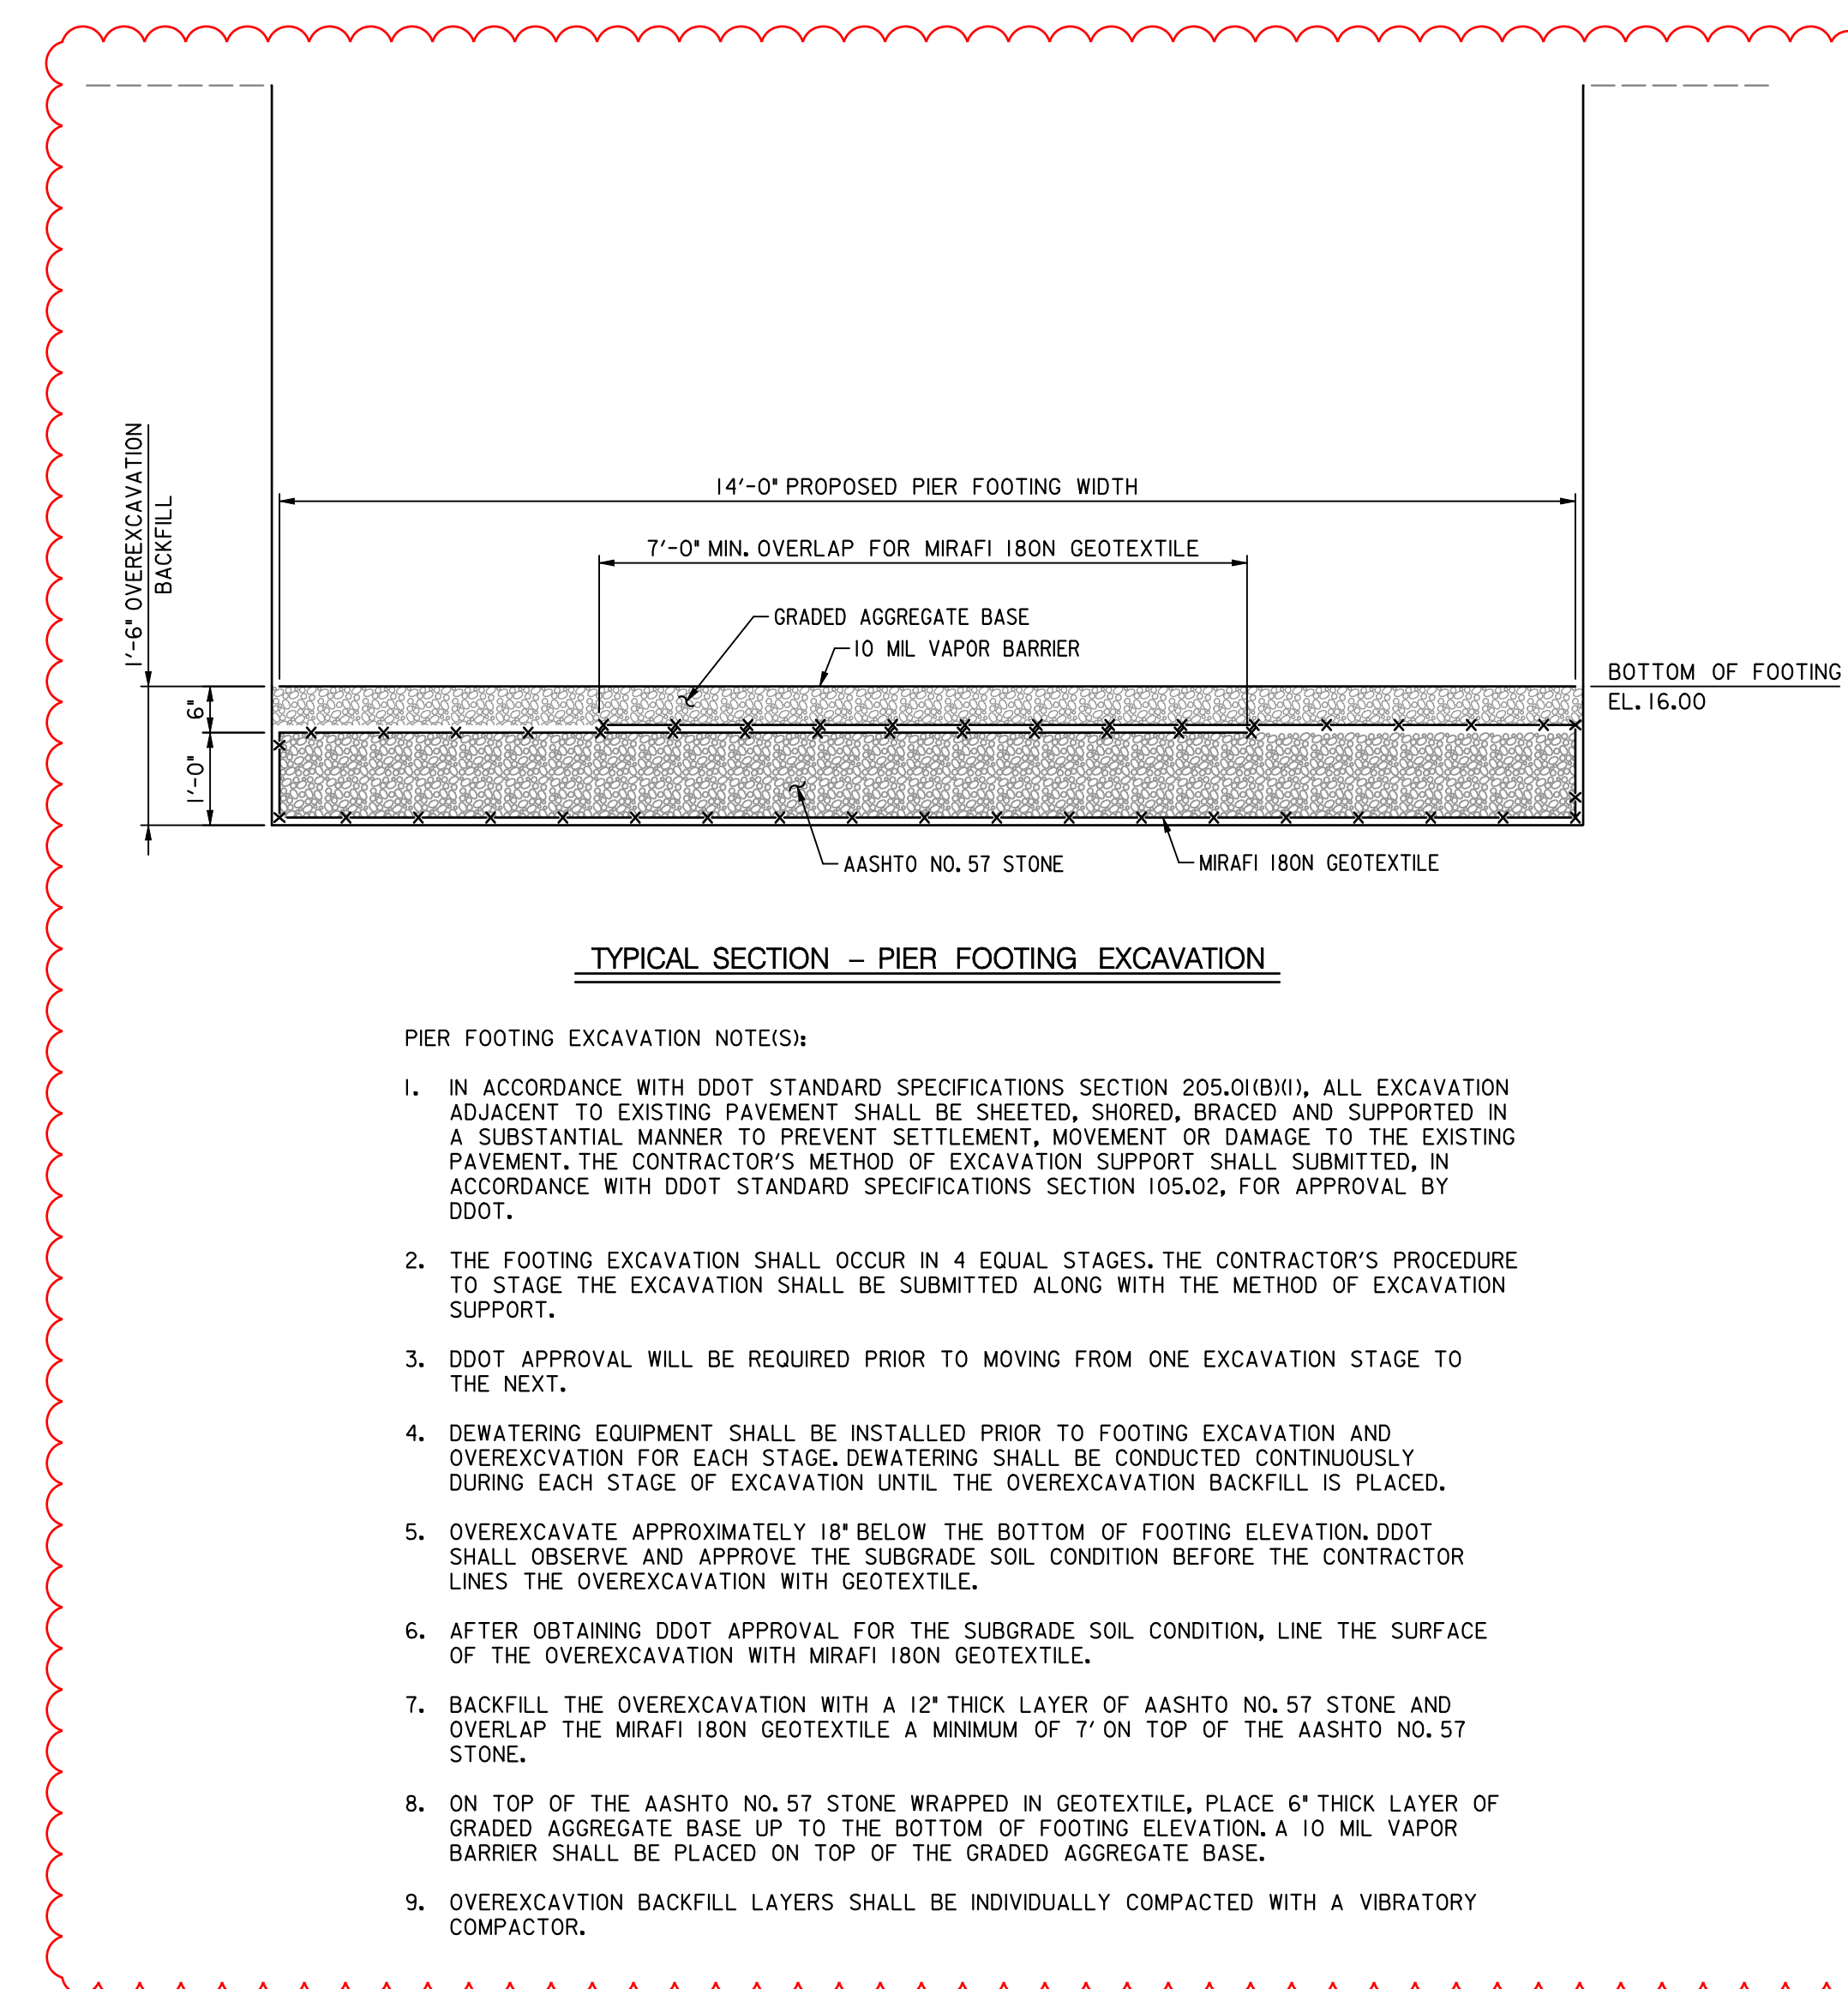 1'-6" OVEREXCAVATION
BACKFILL
14'-0" PROPOSED PIER FOOTING WIDTH
7'-0" MIN. OVERLAP FOR MIRAFI 180N GEOTEXTILE
GRADED AGGREGATE BASE
10 MIL VAPOR BARRIER
BOTTOM OF FOOTING
EL. 16.00
6"
1'-0"
AASHTO NO. 57 STONE
MIRAFI 180N GEOTEXTILE
TYPICAL SECTION – PIER FOOTING EXCAVATION
PIER FOOTING EXCAVATION NOTE(S):
1. IN ACCORDANCE WITH DDOT STANDARD SPECIFICATIONS SECTION 205.01(B)(1), ALL EXCAVATION
ADJACENT TO EXISTING PAVEMENT SHALL BE SHEETED, SHORED, BRACED AND SUPPORTED IN
A SUBSTANTIAL MANNER TO PREVENT SETTLEMENT, MOVEMENT OR DAMAGE TO THE EXISTING
PAVEMENT. THE CONTRACTOR'S METHOD OF EXCAVATION SUPPORT SHALL SUBMITTED, IN
ACCORDANCE WITH DDOT STANDARD SPECIFICATIONS SECTION 105.02, FOR APPROVAL BY
DDOT.
2. THE FOOTING EXCAVATION SHALL OCCUR IN 4 EQUAL STAGES. THE CONTRACTOR'S PROCEDURE
TO STAGE THE EXCAVATION SHALL BE SUBMITTED ALONG WITH THE METHOD OF EXCAVATION
SUPPORT.
3. DDOT APPROVAL WILL BE REQUIRED PRIOR TO MOVING FROM ONE EXCAVATION STAGE TO
THE NEXT.
4. DEWATERING EQUIPMENT SHALL BE INSTALLED PRIOR TO FOOTING EXCAVATION AND
OVEREXCVATION FOR EACH STAGE. DEWATERING SHALL BE CONDUCTED CONTINUOUSLY
DURING EACH STAGE OF EXCAVATION UNTIL THE OVEREXCAVATION BACKFILL IS PLACED.
5. OVEREXCAVATE APPROXIMATELY 18" BELOW THE BOTTOM OF FOOTING ELEVATION. DDOT
SHALL OBSERVE AND APPROVE THE SUBGRADE SOIL CONDITION BEFORE THE CONTRACTOR
LINES THE OVEREXCAVATION WITH GEOTEXTILE.
6. AFTER OBTAINING DDOT APPROVAL FOR THE SUBGRADE SOIL CONDITION, LINE THE SURFACE
OF THE OVEREXCAVATION WITH MIRAFI 180N GEOTEXTILE.
7. BACKFILL THE OVEREXCAVATION WITH A 12" THICK LAYER OF AASHTO NO. 57 STONE AND
OVERLAP THE MIRAFI 180N GEOTEXTILE A MINIMUM OF 7' ON TOP OF THE AASHTO NO. 57
STONE.
8. ON TOP OF THE AASHTO NO. 57 STONE WRAPPED IN GEOTEXTILE, PLACE 6" THICK LAYER OF
GRADED AGGREGATE BASE UP TO THE BOTTOM OF FOOTING ELEVATION. A 10 MIL VAPOR
BARRIER SHALL BE PLACED ON TOP OF THE GRADED AGGREGATE BASE.
9. OVEREXCAVTION BACKFILL LAYERS SHALL BE INDIVIDUALLY COMPACTED WITH A VIBRATORY
COMPACTOR.